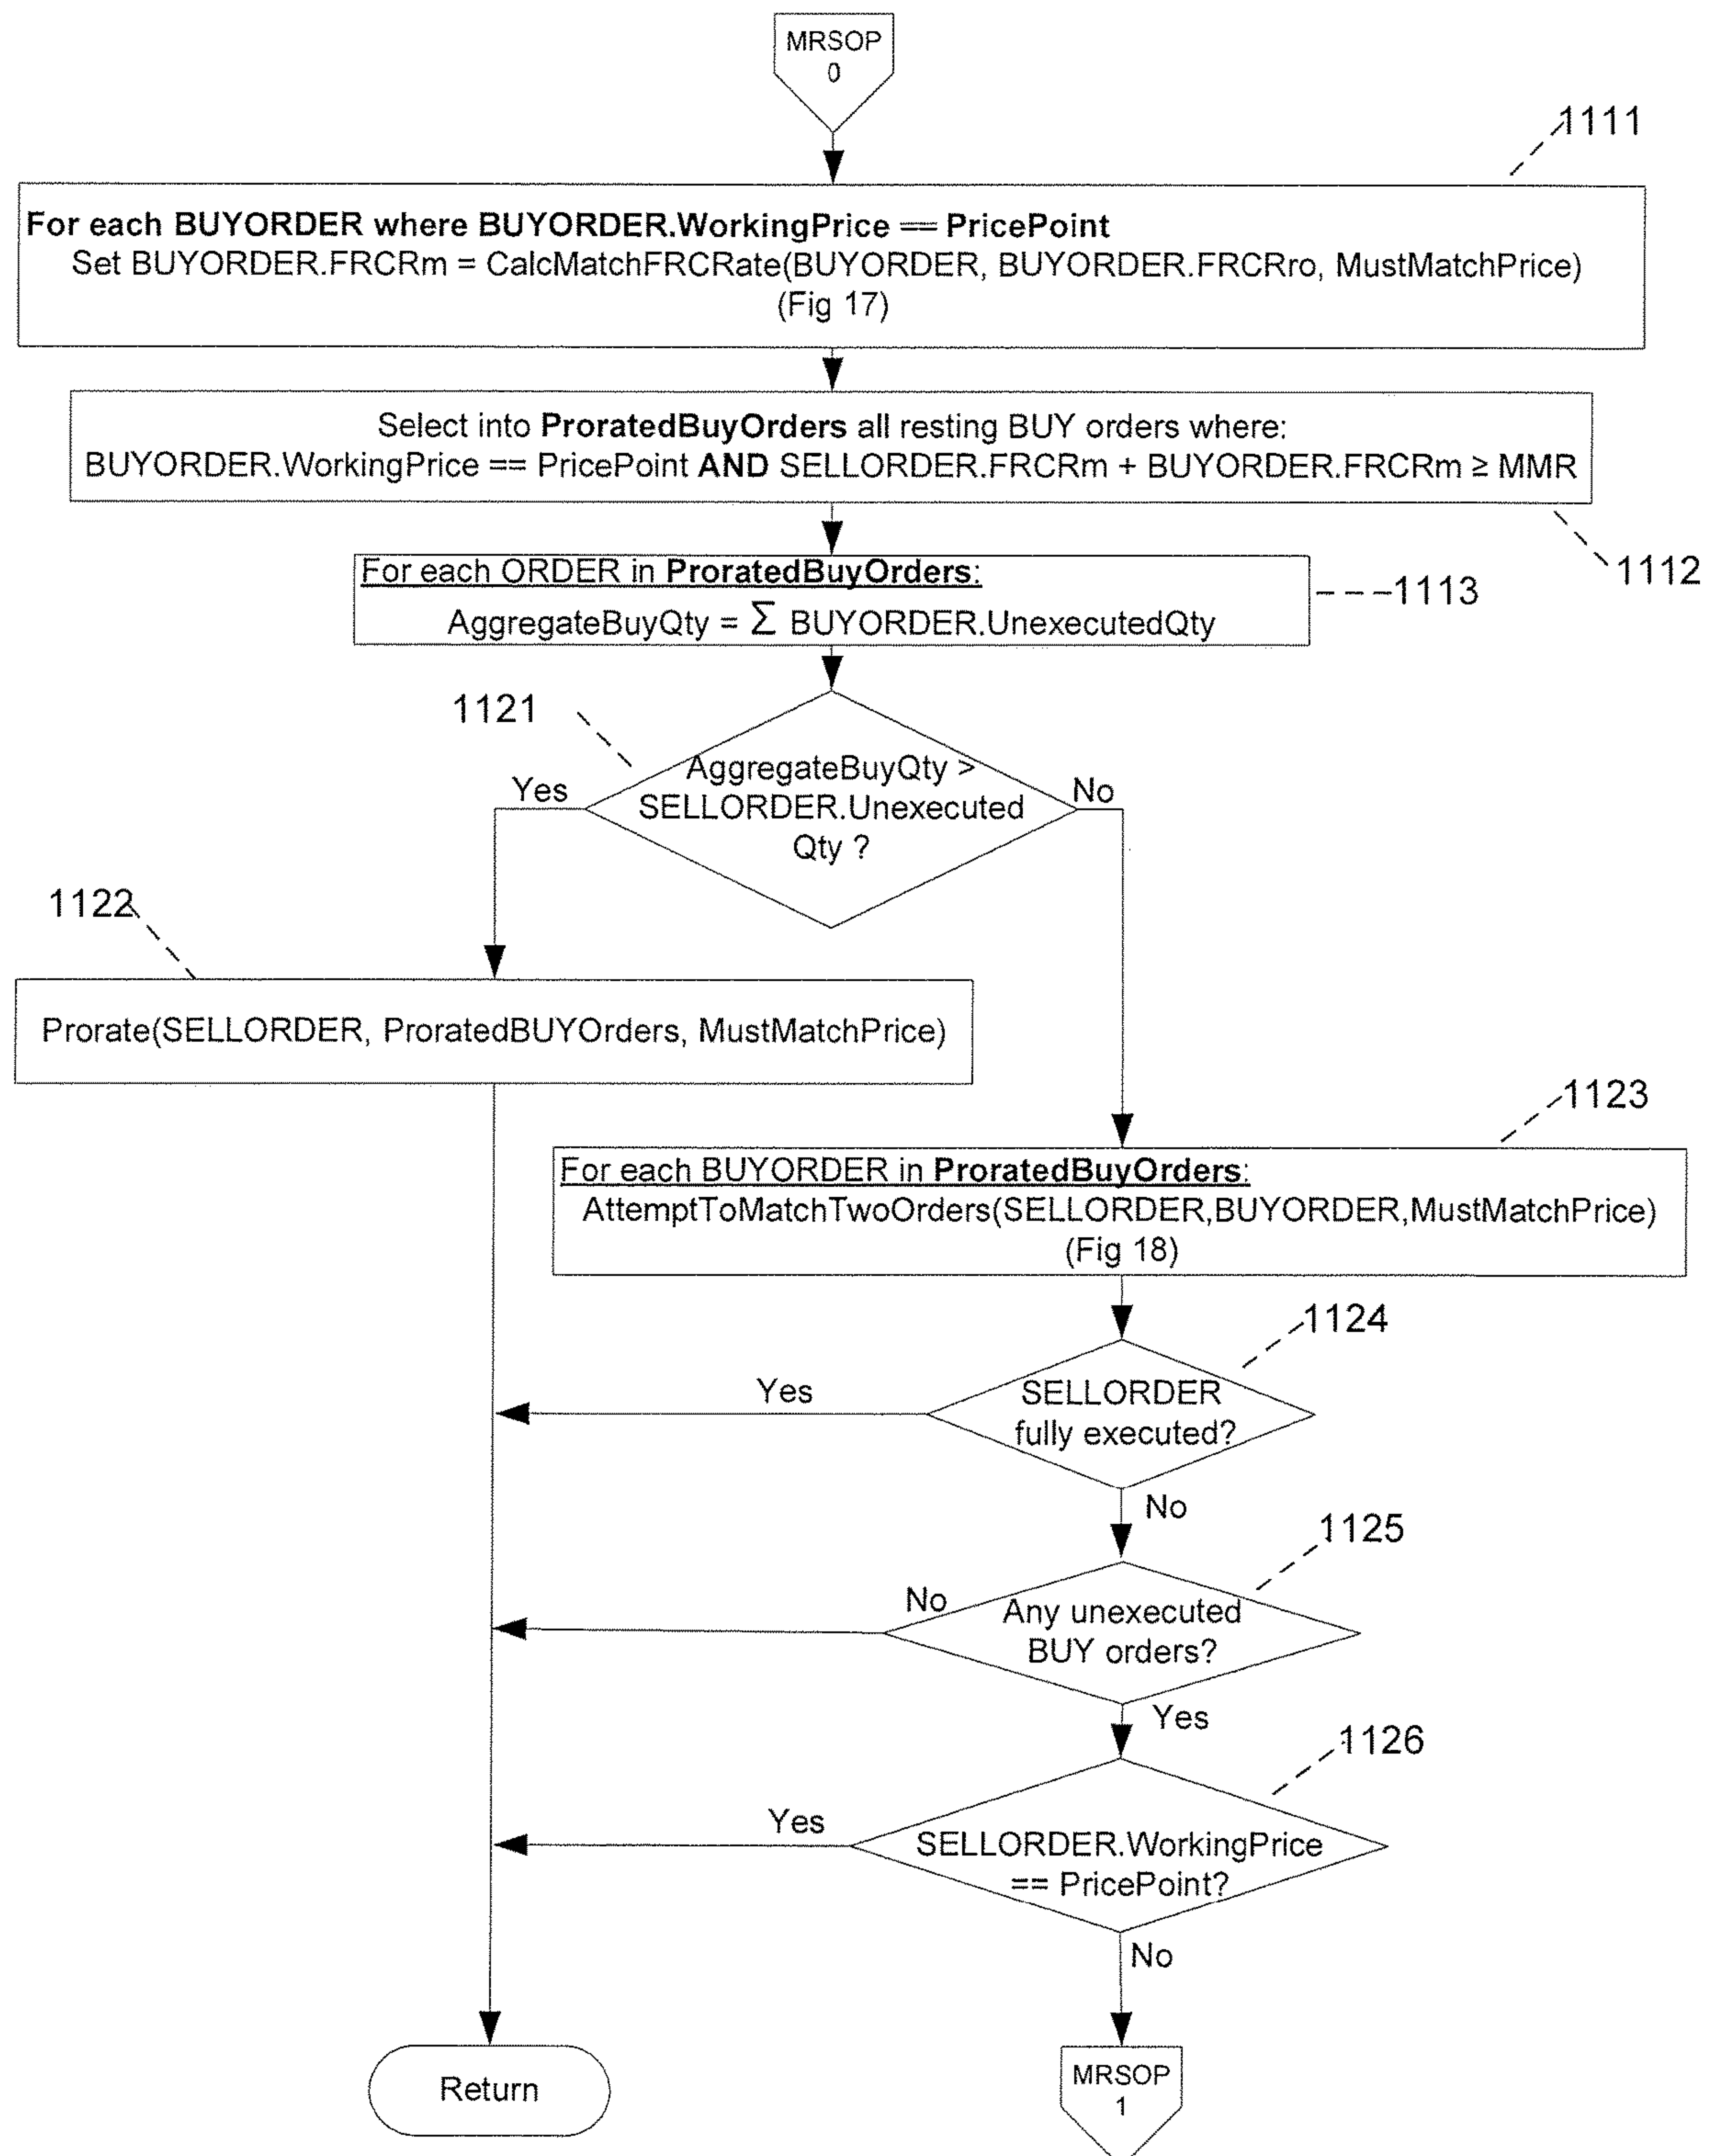 MRSOP
0
1111
For each BUYORDER where BUYORDER.WorkingPrice == PricePoint
Set BUYORDER.FRCRm = CalcMatchFRCRate(BUYORDER, BUYORDER.FRCRro, MustMatchPrice)
(Fig 17)
Select into ProratedBuyOrders all resting BUY orders where:
BUYORDER.WorkingPrice == PricePoint AND SELLORDER.FRCRm + BUYORDER.FRCRm ≥ MMR
1112
For each ORDER in ProratedBuyOrders:
AggregateBuyQty = Σ BUYORDER.UnexecutedQty
1113
1121
AggregateBuyQty >
SELLORDER.Unexecuted
Qty ?
Yes
No
1122
Prorate(SELLORDER, ProratedBUYOrders, MustMatchPrice)
1123
For each BUYORDER in ProratedBuyOrders:
AttemptToMatchTwoOrders(SELLORDER,BUYORDER,MustMatchPrice)
(Fig 18)
1124
SELLORDER
fully executed?
Yes
No
1125
Any unexecuted
BUY orders?
No
Yes
1126
SELLORDER.WorkingPrice
== PricePoint?
Yes
No
Return
MRSOP
1